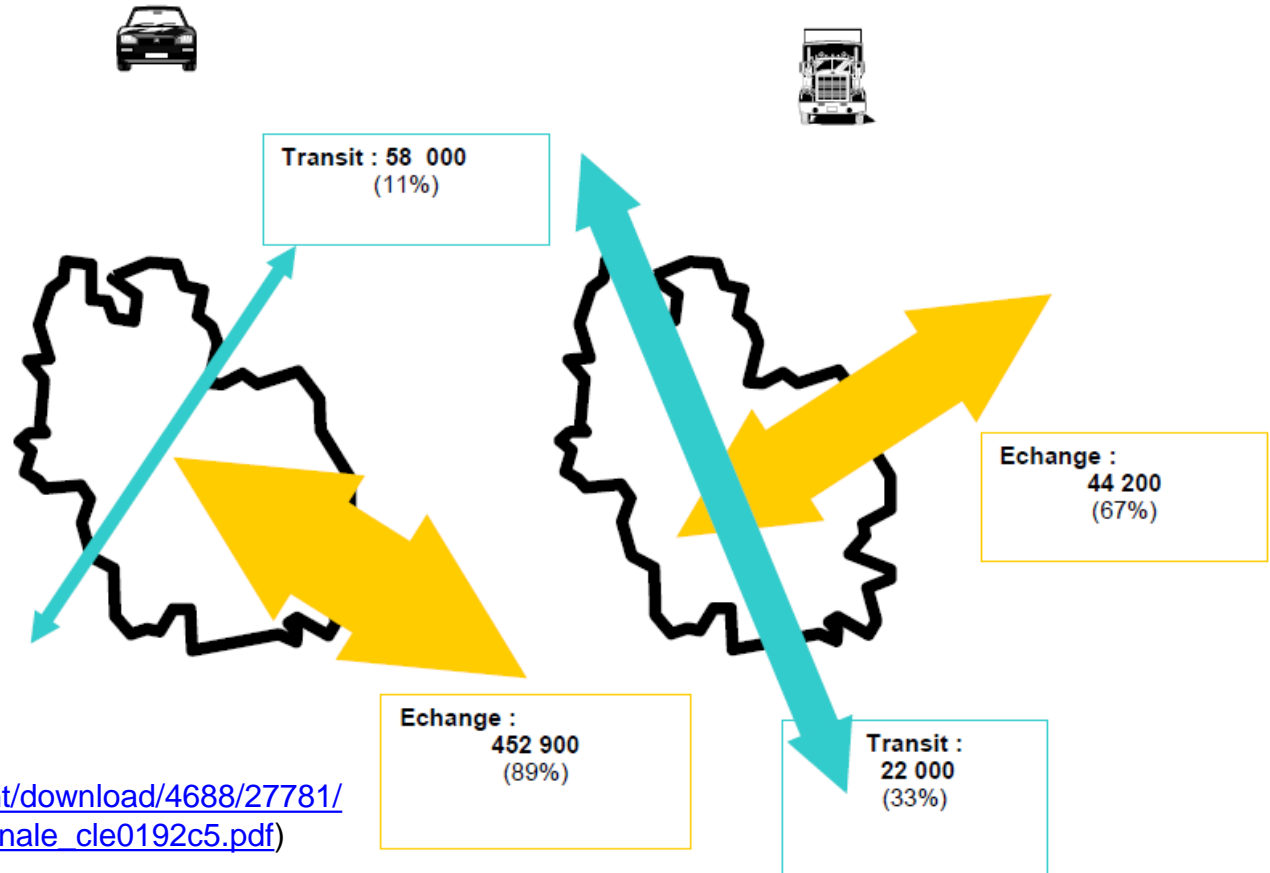 Transit : 58 000
(11%)
Echange :
44 200
(67%)
Echange :
452 900
(89%)
Transit :
22 000
(33%)
t/download/4688/27781/
nale_cle0192c5.pdf)